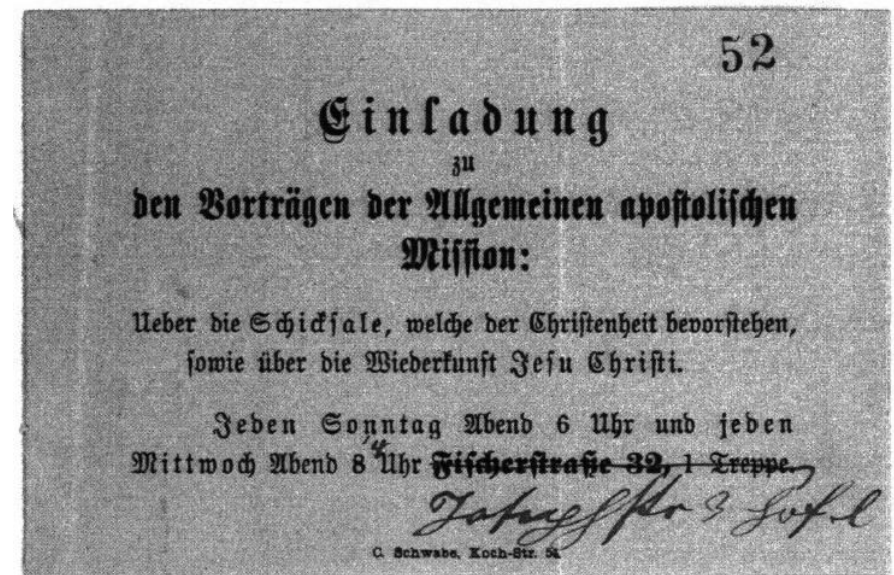 52
Einladung
zu
den Vorträgen der Allgemeinen apostolischen
Mission:
Ueber die Schicksale, welche der Christenheit bevorstehen,
sowie über die Wiederkunft Jesu Christi.
Jeden Sonntag Abend 6 Uhr und jeden
Mittwoch Abend 8 Uhr Fischerstraße 32, 1 Treppe.
Josephstr 3 Hof l
C. Schwabe, Koch-Str. 54